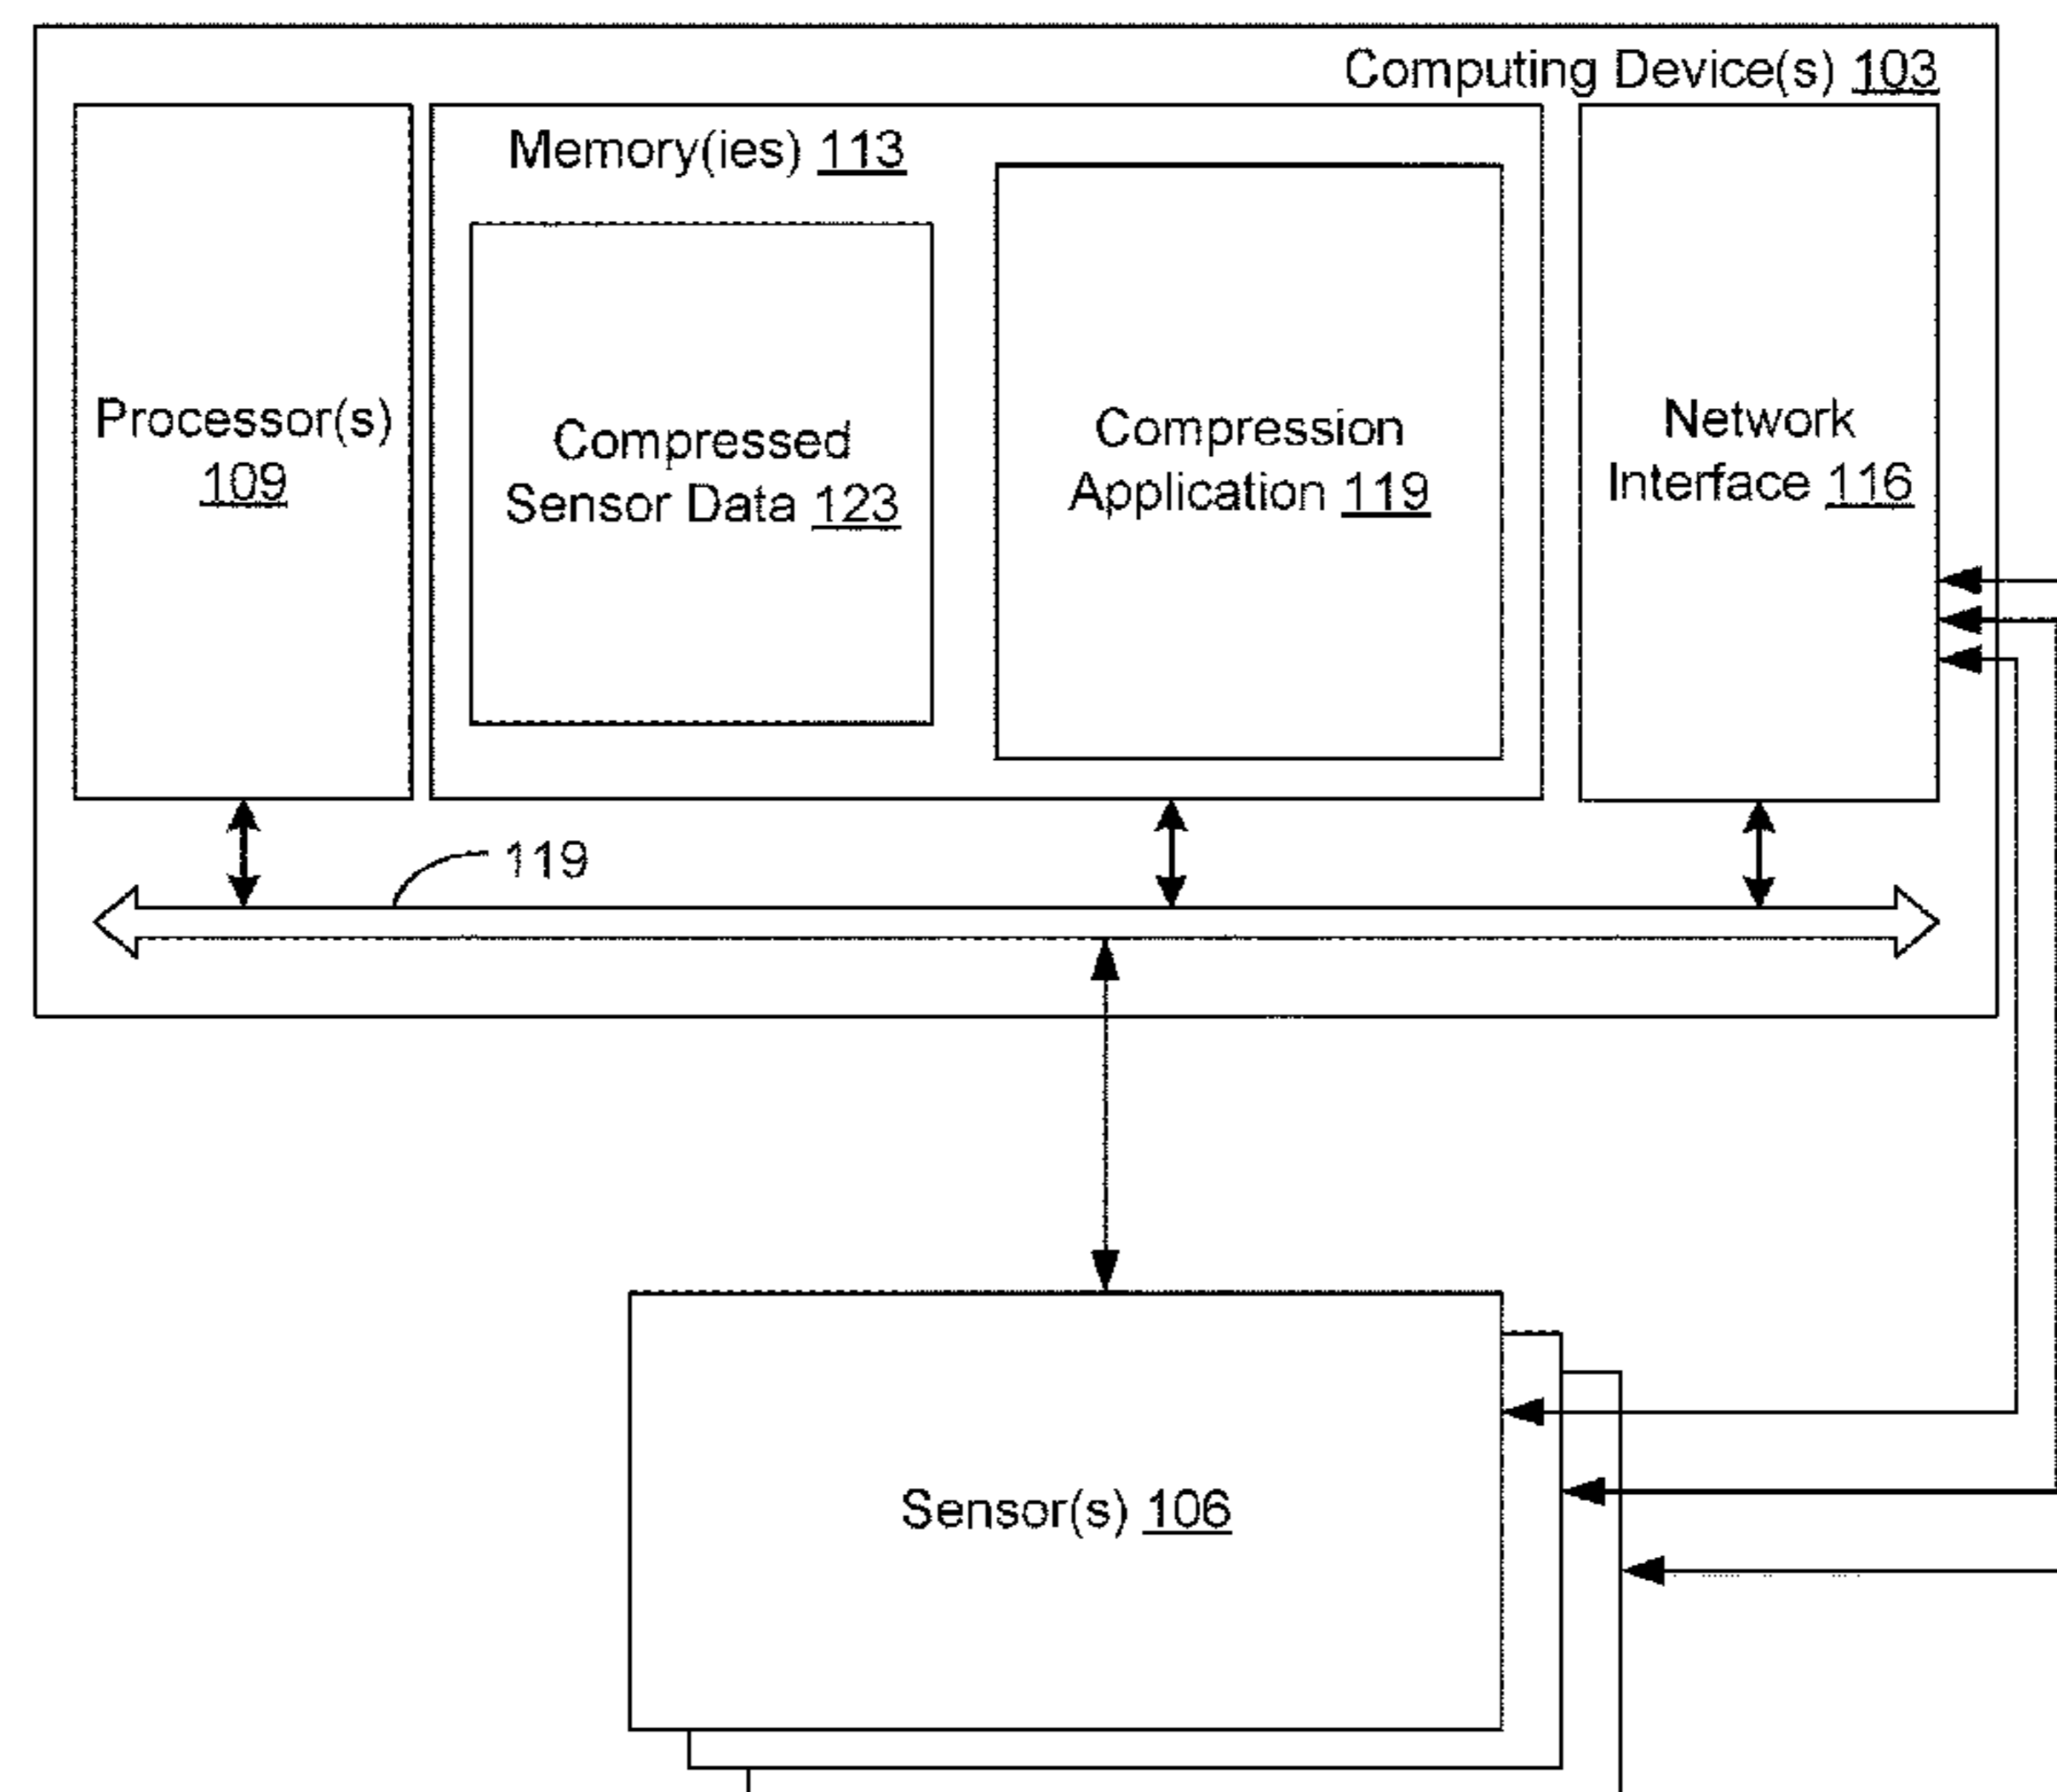 Computing Device(s) 103
Memory(ies) 113
Processor(s)
109
Compressed
Sensor Data 123
Compression
Application 119
Network
Interface 116
119
Sensor(s) 106